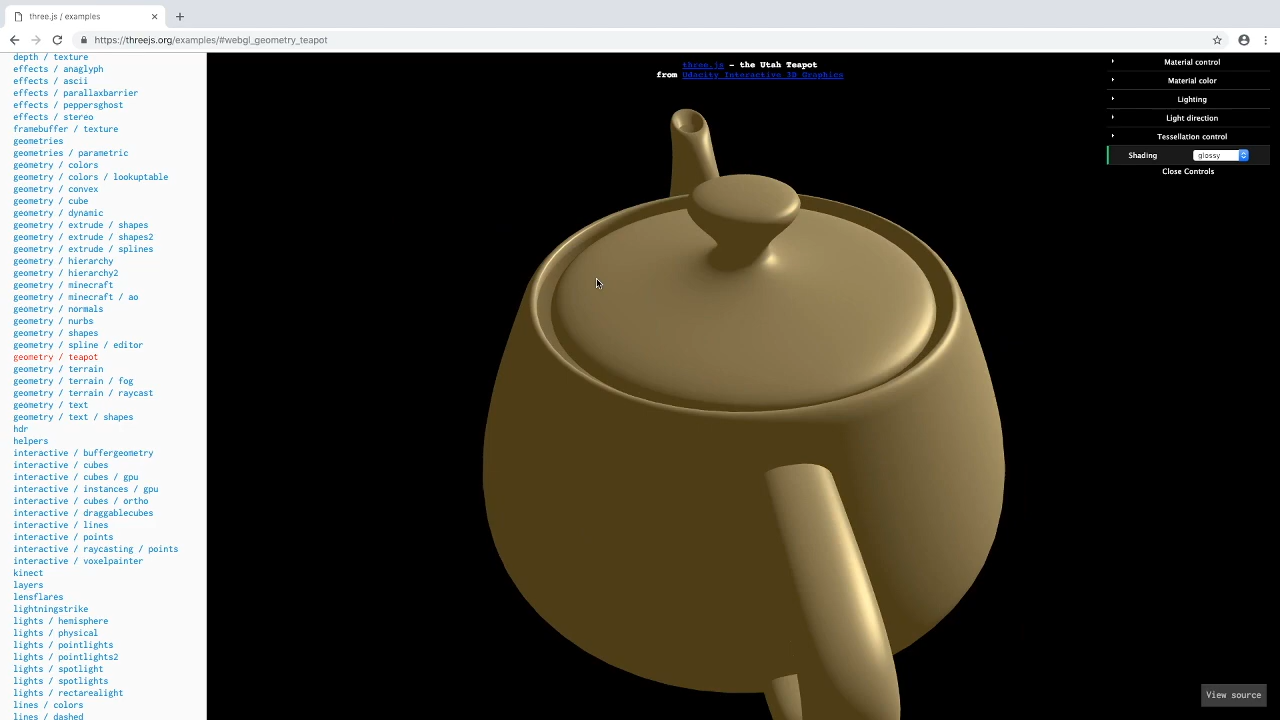 three.js / examples
https://threejs.org/examples/#webgl_geometry_teapot
depth / texture
effects / anaglyph
effects / ascii
effects / parallaxbarrier
effects / peppersghost
effects / stereo
framebuffer / texture
geometries
geometries / parametric
geometry / colors
geometry / colors / lookuptable
geometry / convex
geometry / cube
geometry / dynamic
geometry / extrude / shapes
geometry / extrude / shapes2
geometry / extrude / splines
geometry / hierarchy
geometry / hierarchy2
geometry / minecraft
geometry / minecraft / ao
geometry / normals
geometry / nurbs
geometry / shapes
geometry / spline / editor
geometry / teapot
geometry / terrain
geometry / terrain / fog
geometry / terrain / raycast
geometry / text
geometry / text / shapes
hdr
helpers
interactive / buffergeometry
interactive / cubes
interactive / cubes / gpu
interactive / instances / gpu
interactive / cubes / ortho
interactive / draggablecubes
interactive / lines
interactive / points
interactive / raycasting / points
interactive / voxelpainter
kinect
layers
lensflares
lightningstrike
lights / hemisphere
lights / physical
lights / pointlights
lights / pointlights2
lights / spotlight
lights / spotlights
lights / rectarealight
lines / colors
lines / dashed
three.js - the Utah Teapot
from Udacity Interactive 3D Graphics
Material control
Material color
Lighting
Light direction
Tessellation control
Shading glossy
Close Controls
View source